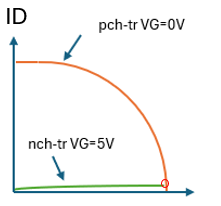 ID
pch-tr VG=0V
nch-tr VG=5V